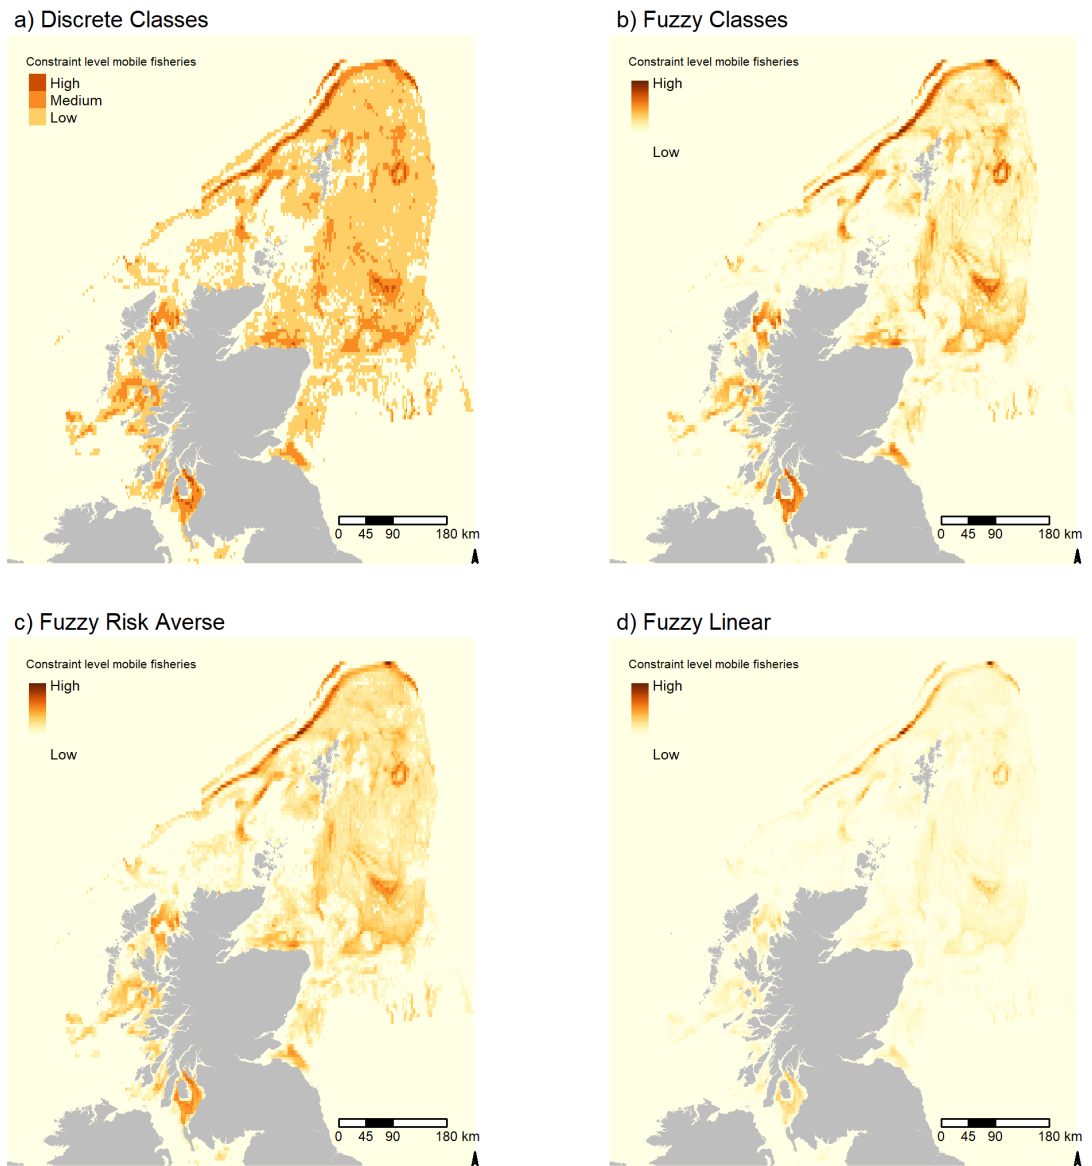 a) Discrete Classes
Constraint level mobile fisheries
High
Medium
Low
0 45 90 180 km
b) Fuzzy Classes
Constraint level mobile fisheries
High
Low
0 45 90 180 km
c) Fuzzy Risk Averse
Constraint level mobile fisheries
High
Low
0 45 90 180 km
d) Fuzzy Linear
Constraint level mobile fisheries
High
Low
0 45 90 180 km